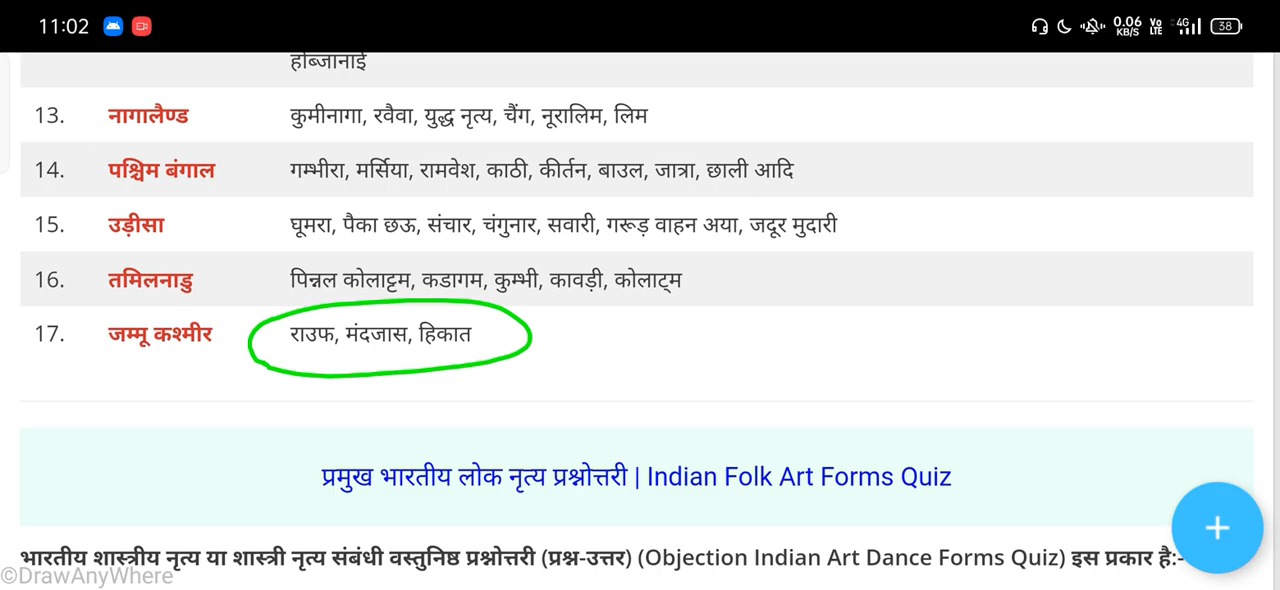 11:02 0.06 KB/S Vo LTE 4G 38
होब्जानाई
13. नागालैण्ड कुमीनागा, रवैवा, युद्ध नृत्य, चैंग, नूरालिम, लिम
14. पश्चिम बंगाल गम्भीरा, मर्सिया, रामवेश, काठी, कीर्तन, बाउल, जात्रा, छाली आदि
15. उड़ीसा घूमरा, पैका छऊ, संचार, चंगुनार, सवारी, गरूड़ वाहन अया, जदूर मुदारी
16. तमिलनाडु पिन्नल कोलाट्टम, कडागम, कुम्भी, कावड़ी, कोलाट्म
17. जम्मू कश्मीर राउफ, मंदजास, हिकात
प्रमुख भारतीय लोक नृत्य प्रश्नोत्तरी | Indian Folk Art Forms Quiz
भारतीय शास्त्रीय नृत्य या शास्त्री नृत्य संबंधी वस्तुनिष्ठ प्रश्नोत्तरी (प्रश्न-उत्तर) (Objection Indian Art Dance Forms Quiz) इस प्रकार है:-
©DrawAnyWhere